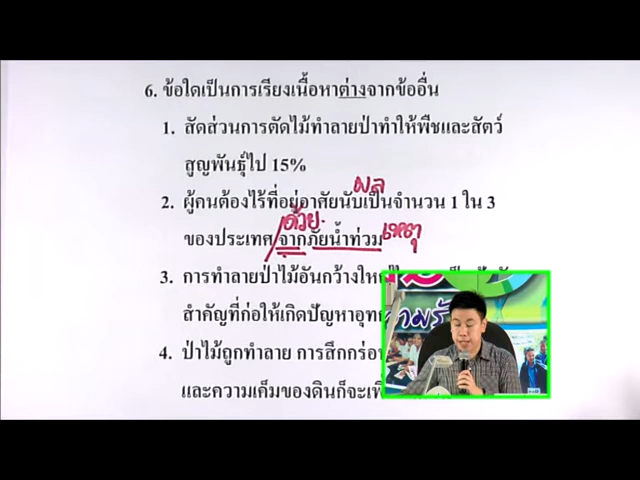 6. ข้อใดเป็นการเรียงเนื้อหาต่างจากข้ออื่น
1. สัดส่วนการตัดไม้ทำลายป่าทำให้พืชและสัตว์
สูญพันธุ์ไป 15%
ผล
2. ผู้คนต้องไร้ที่อยู่อาศัยนับเป็นจำนวน 1 ใน 3
ด้วย
ของประเทศ/จากภัยน้ำท่วม เหตุ
3. การทำลายป่าไม้อันกว้างใหญ่
สำคัญที่ก่อให้เกิดปัญหาอุทก
4. ป่าไม้ถูกทำลาย การสึกกร่อน
และความเค็มของดินก็จะเพิ่